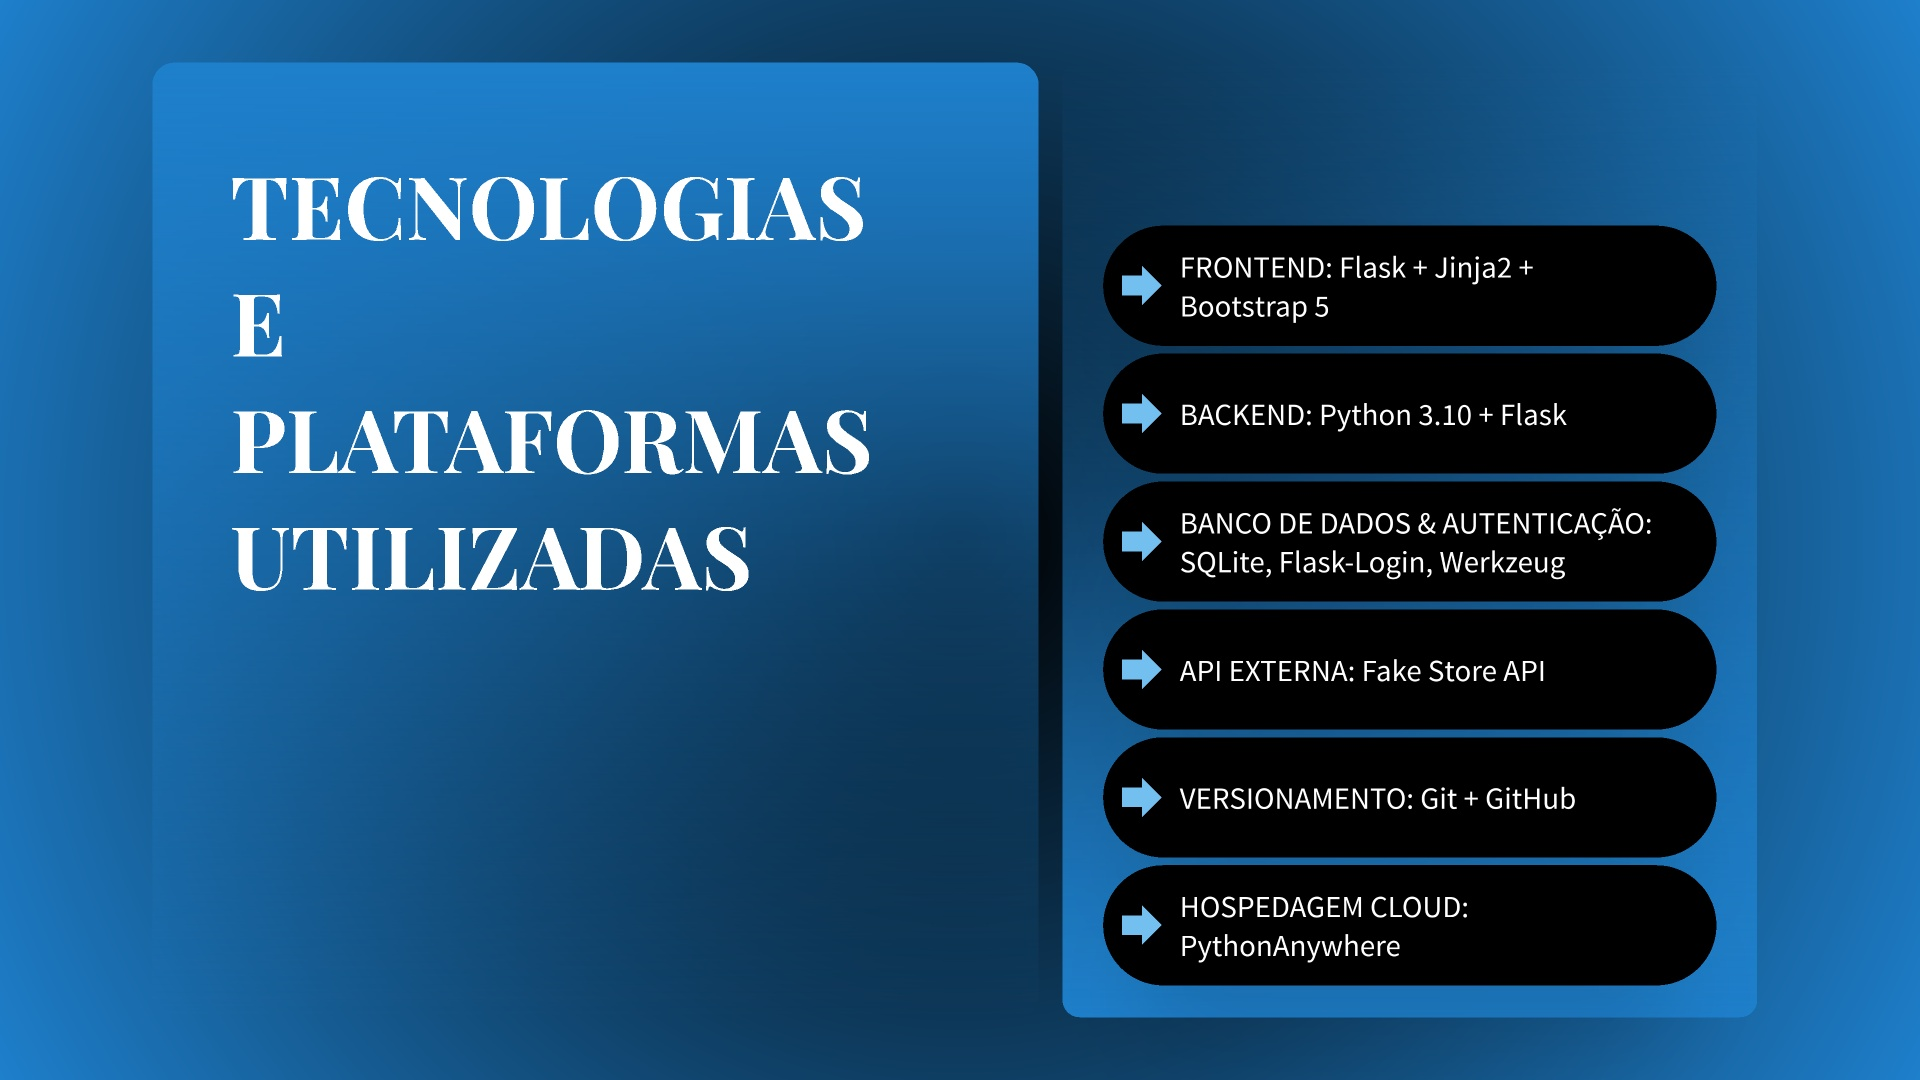 TECNOLOGIAS
E
PLATAFORMAS
UTILIZADAS
FRONTEND: Flask + Jinja2 +
Bootstrap 5
BACKEND: Python 3.10 + Flask
BANCO DE DADOS & AUTENTICAÇÃO:
SQLite, Flask-Login, Werkzeug
API EXTERNA: Fake Store API
VERSIONAMENTO: Git + GitHub
HOSPEDAGEM CLOUD:
PythonAnywhere